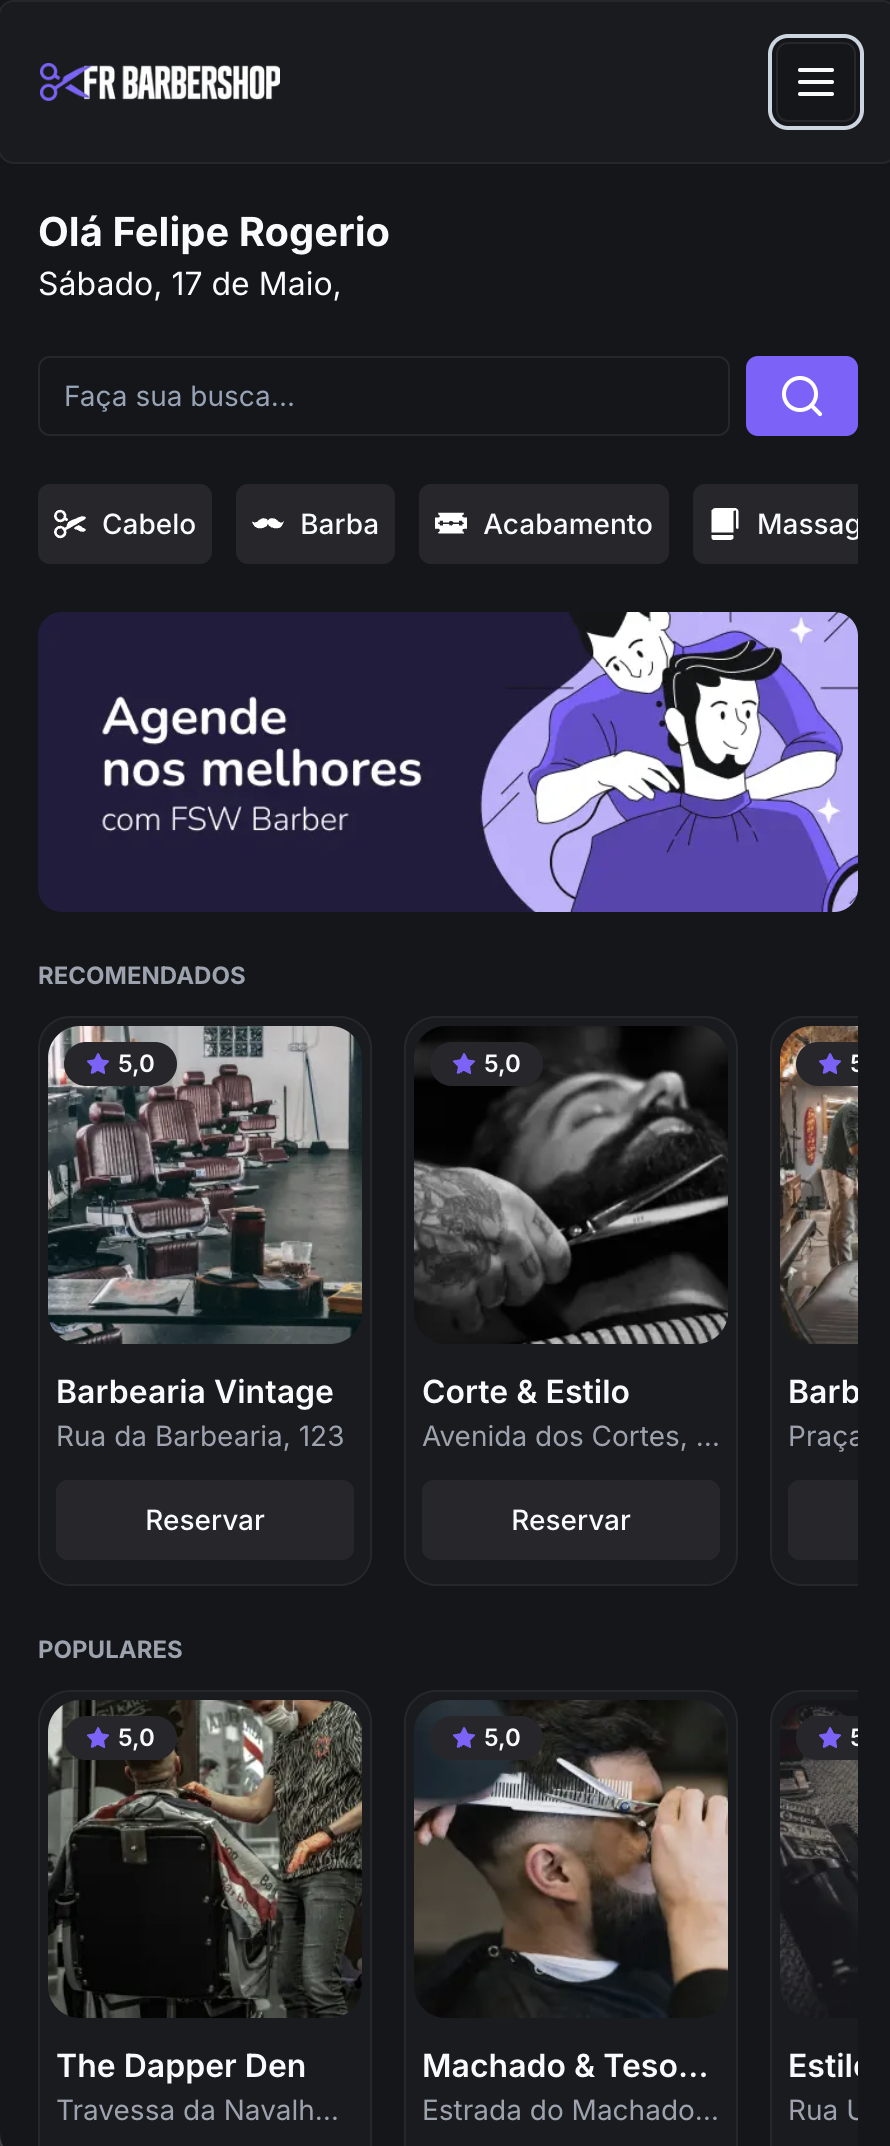 FR BARBERSHOP
Olá Felipe Rogerio
Sábado, 17 de Maio,
Faça sua busca...
Cabelo
Barba
Acabamento
Massag
Agende
nos melhores
com FSW Barber
RECOMENDADOS
5,0
5,0
5
Barbearia Vintage
Corte & Estilo
Barb
Rua da Barbearia, 123
Avenida dos Cortes, ...
Praça
Reservar
Reservar
POPULARES
5,0
5,0
5
The Dapper Den
Machado & Teso...
Estilo
Travessa da Navalh...
Estrada do Machado...
Rua U